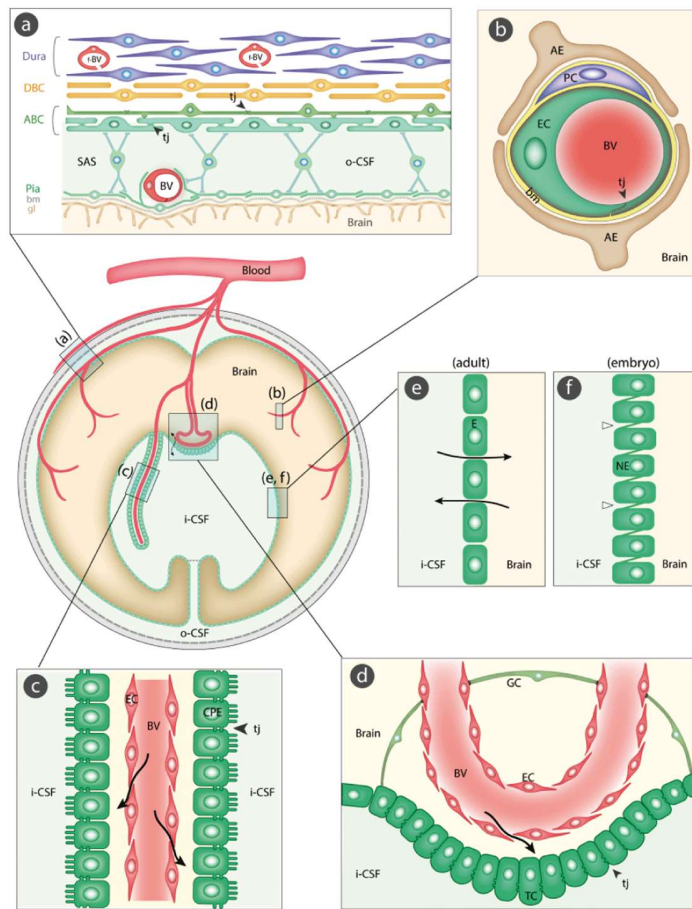 a
Dura
f-BV
f-BV
DBC
ABC
tj
tj
SAS
o-CSF
BV
Pia
bm
gl
Brain
b
AE
PC
EC
BV
tj
bm
AE
Brain
Blood
(a)
Brain
(b)
(d)
(c)
(e, f)
i-CSF
o-CSF
(adult)
e
E
i-CSF
Brain
(embryo)
f
NE
i-CSF
Brain
c
EC
BV
CPE
tj
i-CSF
i-CSF
d
GC
Brain
BV
EC
i-CSF
TC
tj